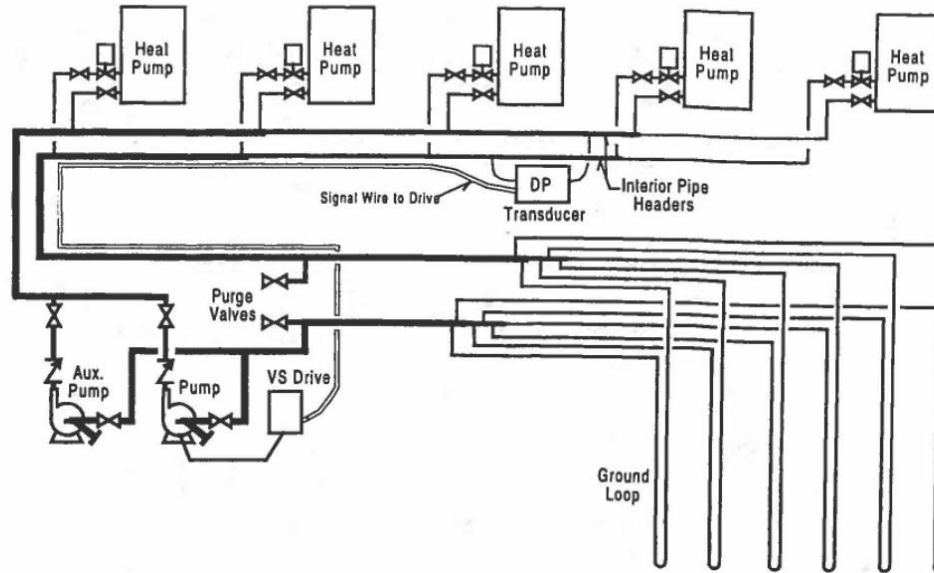 Heat
Pump
Heat
Pump
Heat
Pump
Heat
Pump
Heat
Pump
Signal Wire to Drive
DP
Transducer
Interior Pipe
Headers
Purge
Valves
Aux.
Pump
Pump
VS Drive
Ground
Loop